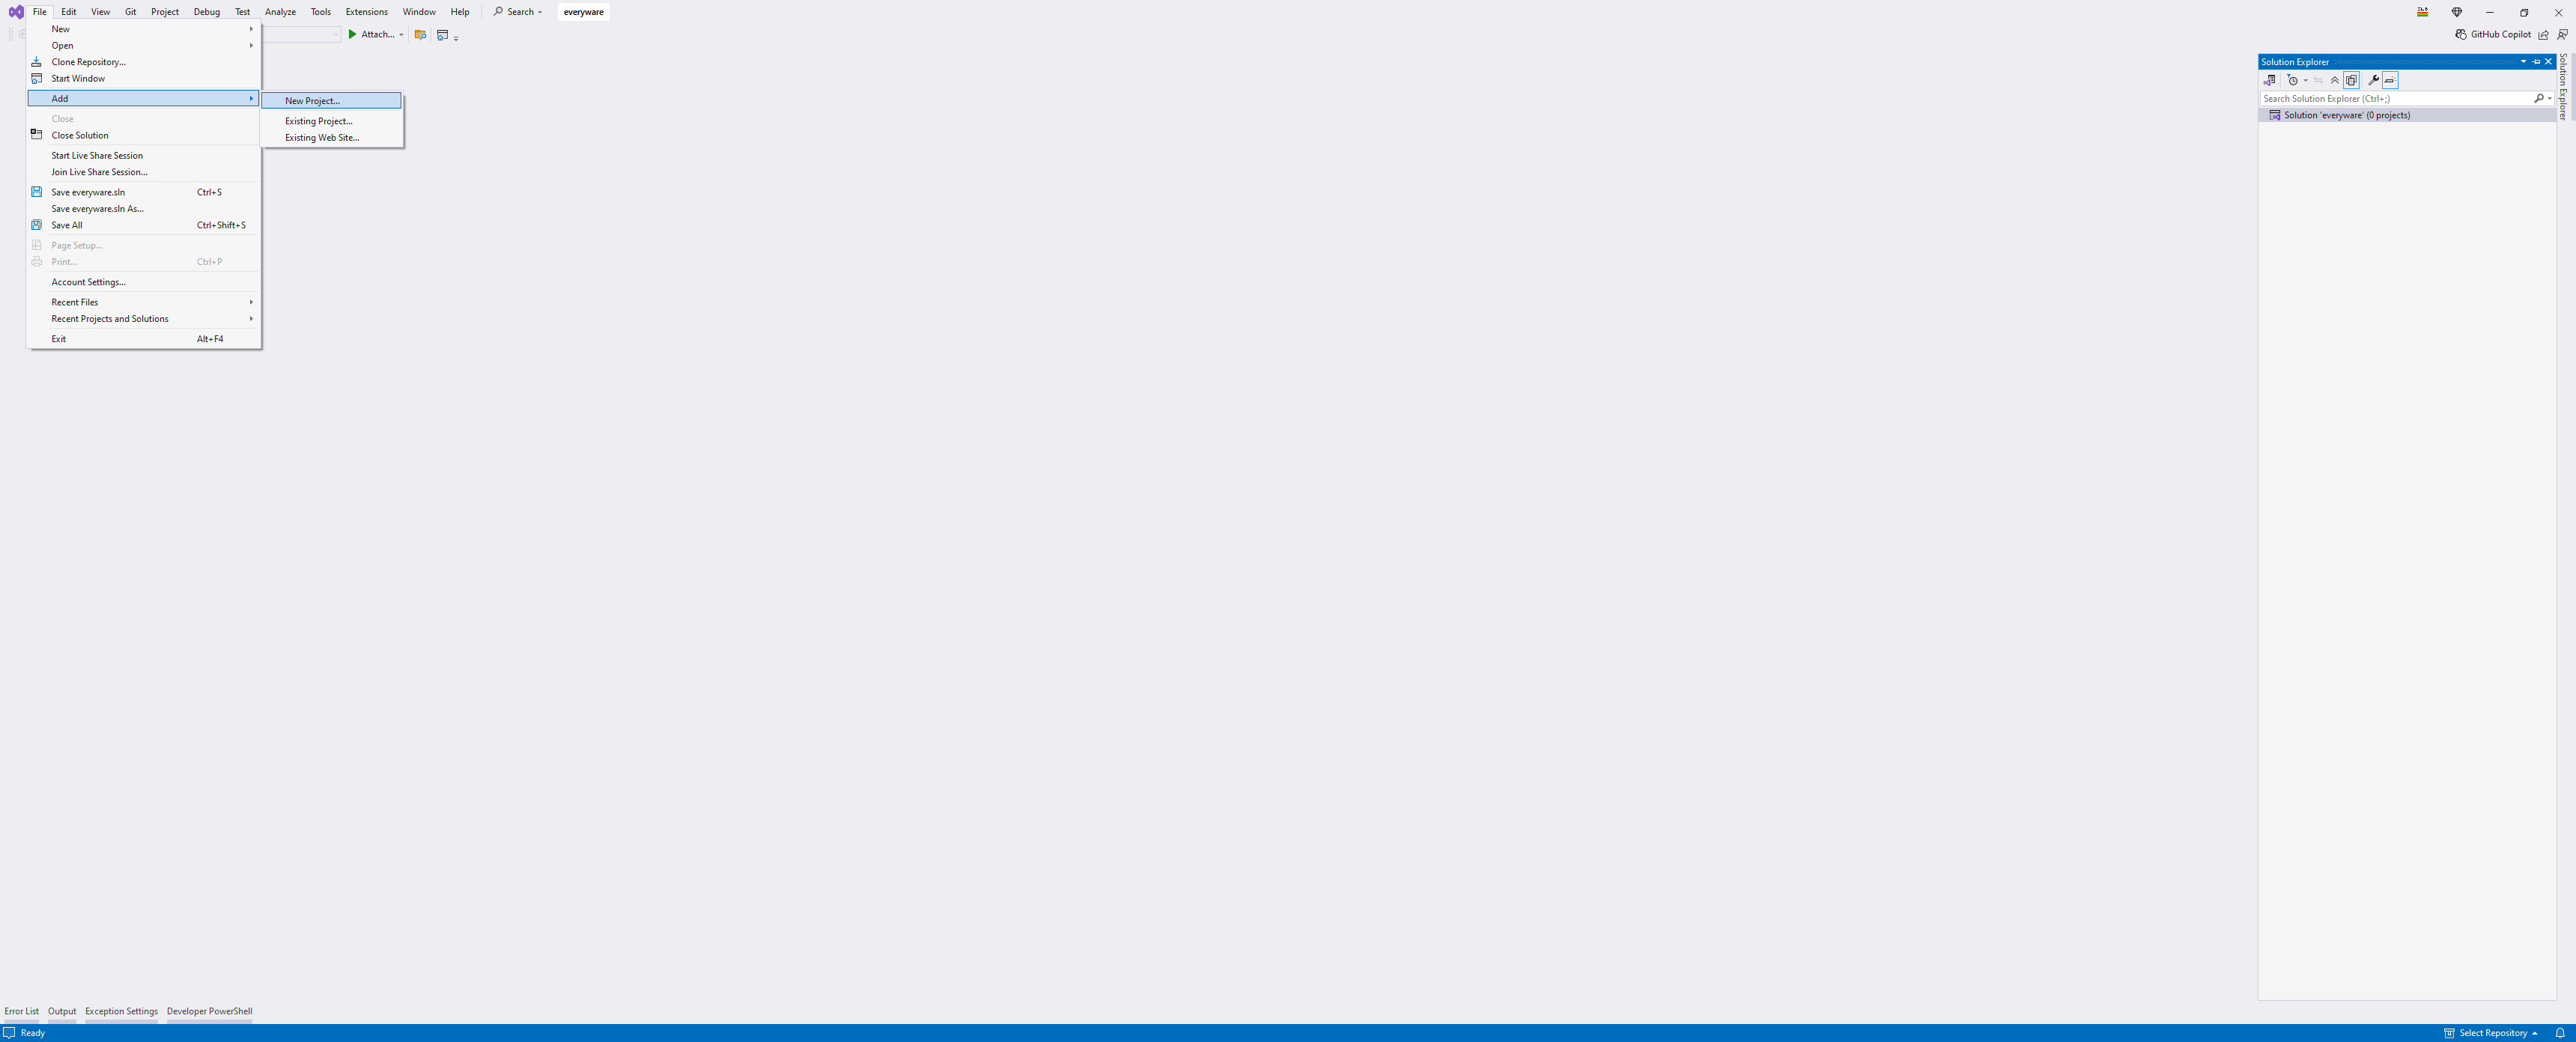 File Edit View Git Project Debug Test Analyze Tools Extensions Window Help Search everyware
Attach... GitHub Copilot
New
Open
Clone Repository...
Start Window
Add
New Project...
Existing Project...
Existing Web Site...
Close
Close Solution
Start Live Share Session
Join Live Share Session...
Save everyware.sln Ctrl+S
Save everyware.sln As...
Save All Ctrl+Shift+S
Page Setup...
Print... Ctrl+P
Account Settings...
Recent Files
Recent Projects and Solutions
Exit Alt+F4
Solution Explorer
Search Solution Explorer (Ctrl+;)
Solution 'everyware' (0 projects)
Solution Explorer
Error List Output Exception Settings Developer PowerShell
Ready Select Repository